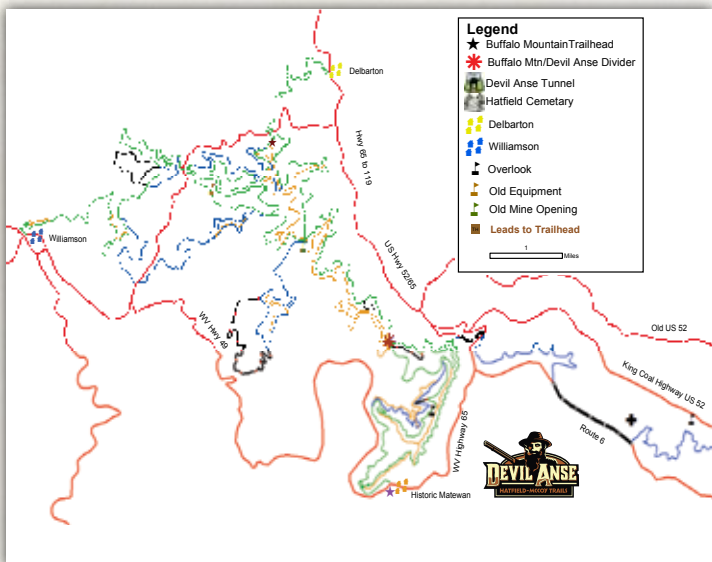 Legend
Buffalo MountainTrailhead
Buffalo Mtn/Devil Anse Divider
Devil Anse Tunnel
Hatfield Cemetary
Delbarton
Williamson
Overlook
Old Equipment
Old Mine Opening
Leads to Trailhead
1
Miles
Delbarton
Hwy 66 to 119
Williamson
US Hwy 52/65
WV Hwy 49
Old US 52
King Coal Highway US 52
Route 6
WV Highway 65
Historic Matewan
DEVIL ANSE
HATFIELD-MCCOY TRAILS